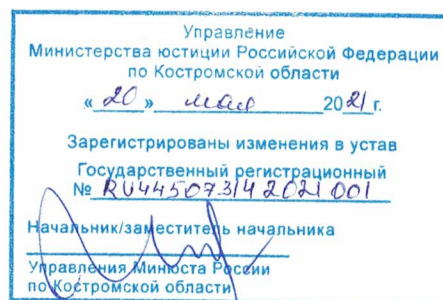 Управление
Министерства юстиции Российской Федерации
по Костромской области
« 20 » мая 2021 г.
Зарегистрированы изменения в устав
Государственный регистрационный
№ RU445073142021001
Начальник/заместитель начальника
Управления Минюста России
по Костромской области